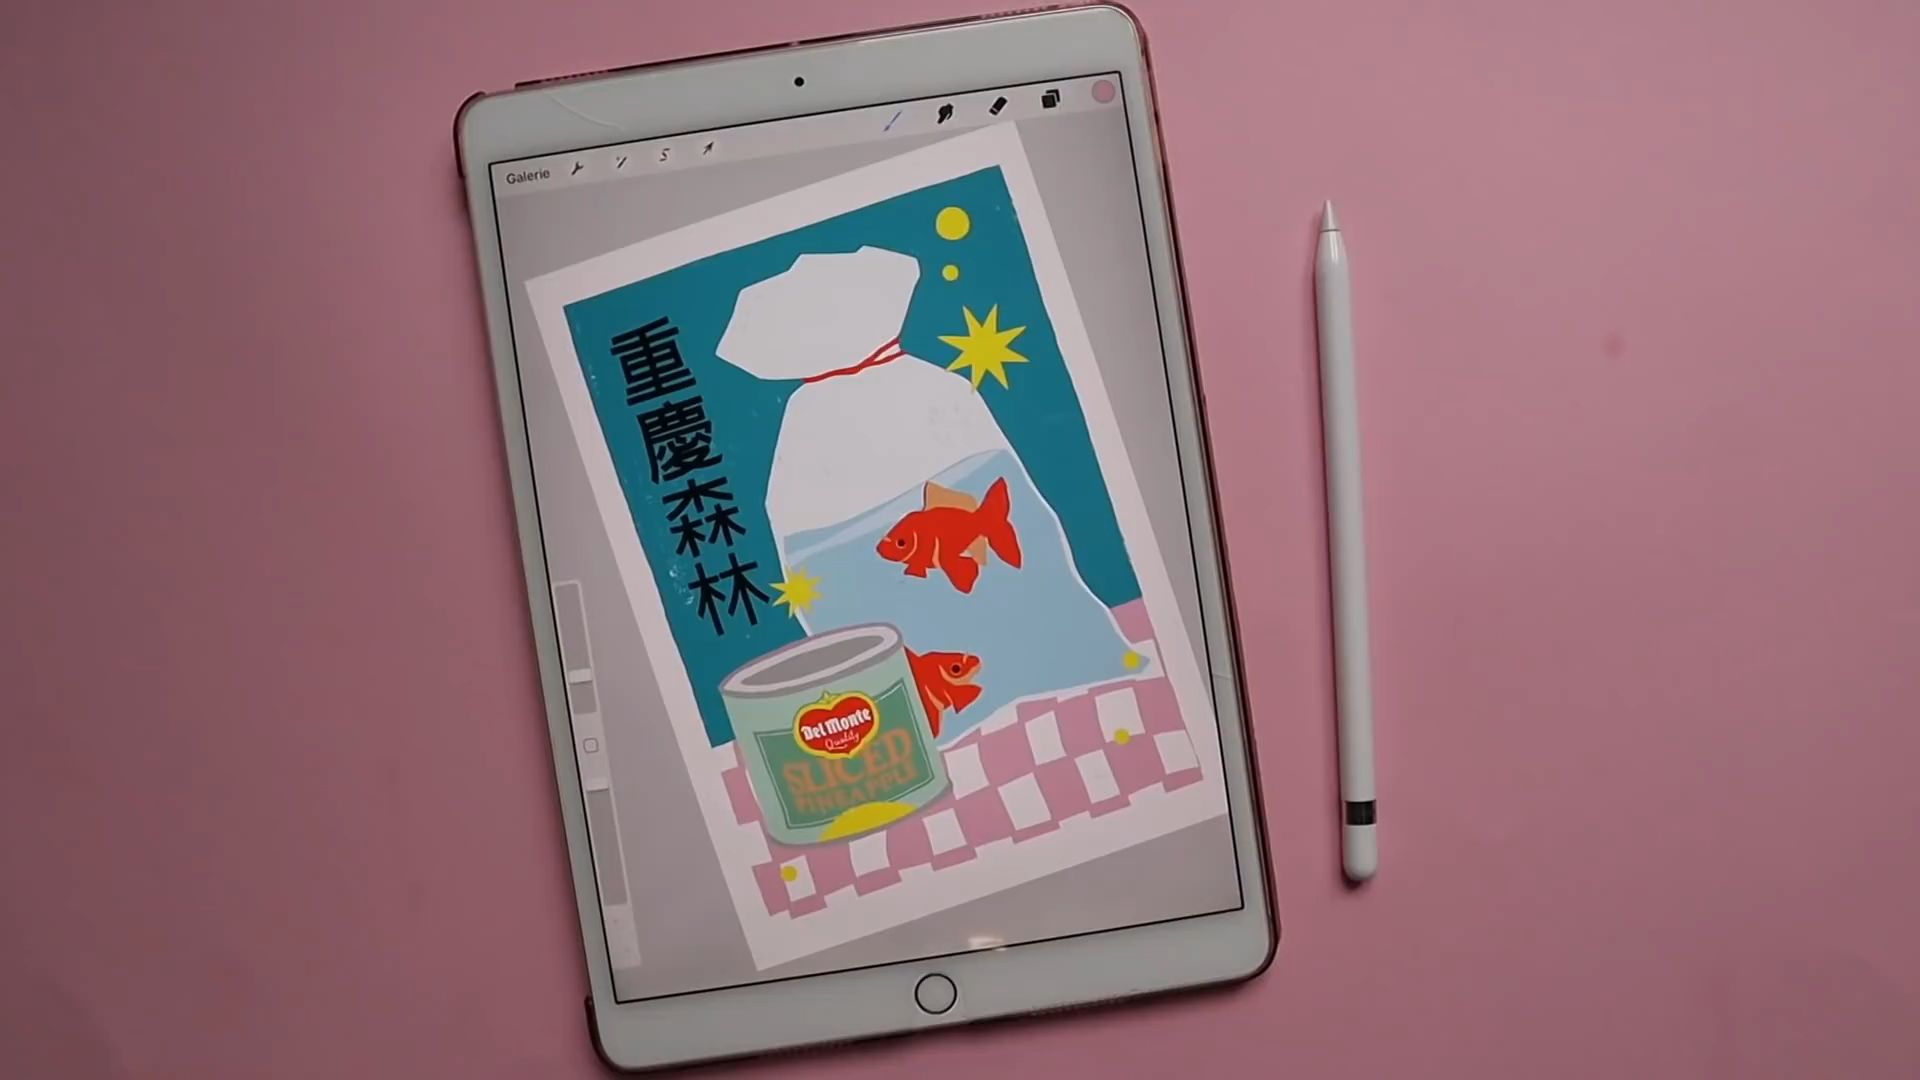 Galerie
重慶森林
Del Monte
Quality
SLICED
PINEAPPLE